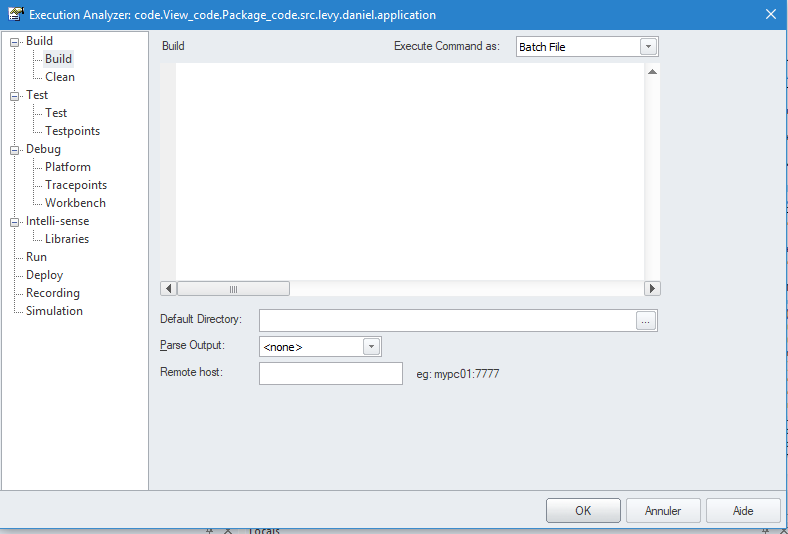 Execution Analyzer: code.View_code.Package_code.src.levy.daniel.application
Build
Build
Clean
Test
Test
Testpoints
Debug
Platform
Tracepoints
Workbench
Intelli-sense
Libraries
Run
Deploy
Recording
Simulation
Build Execute Command as: Batch File
Default Directory: ...
Parse Output: <none>
Remote host: eg: mypc01:7777
OK Annuler Aide
Locals